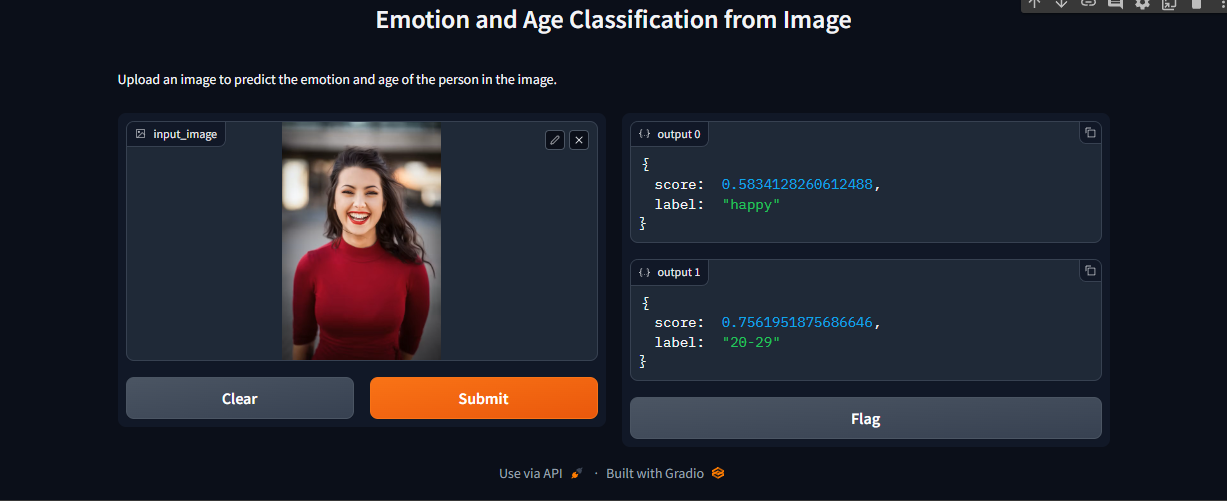 Emotion and Age Classification from Image
Upload an image to predict the emotion and age of the person in the image.
input_image
output 0
{
score: 0.5834128260612488,
label: "happy"
}
output 1
{
score: 0.7561951875686646,
label: "20-29"
}
Clear
Submit
Flag
Use via API · Built with Gradio